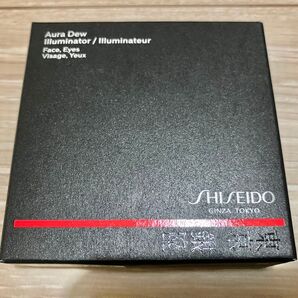 Aura Dew
Illuminator / Illuminateur
Face, Eyes
Visage, Yeux
SHISEIDO
GINZA TOKYO